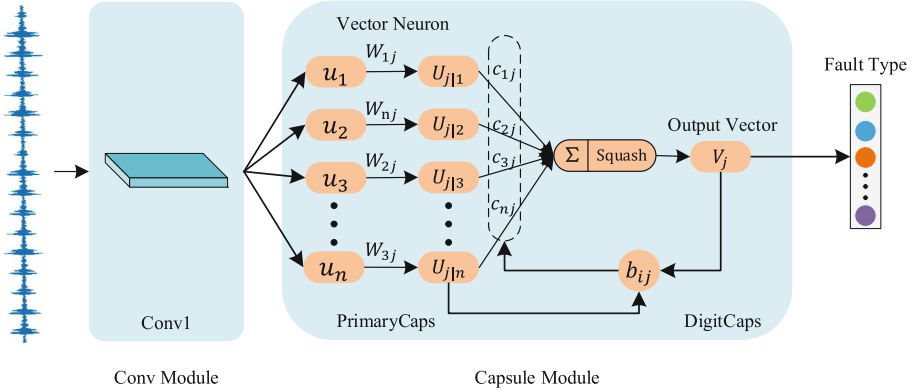 Vector Neuron
Fault Type
Output Vector
u1 W1j Uj|1 c1j
u2 Wnj Uj|2 c2j
u3 W2j Uj|3 c3j
un W3j Uj|n cnj
Σ Squash
Vj
bij
Conv1
PrimaryCaps
DigitCaps
Conv Module
Capsule Module